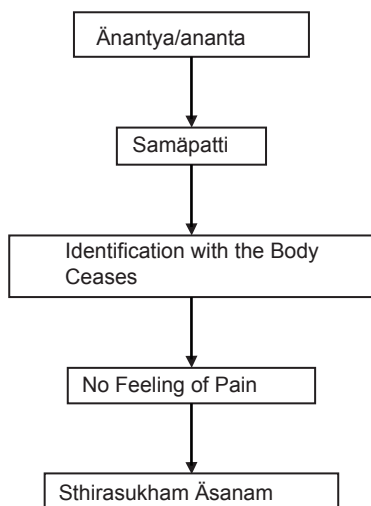 Änantya/ananta
Samäpatti
Identification with the Body
Ceases
No Feeling of Pain
Sthirasukham Äsanam